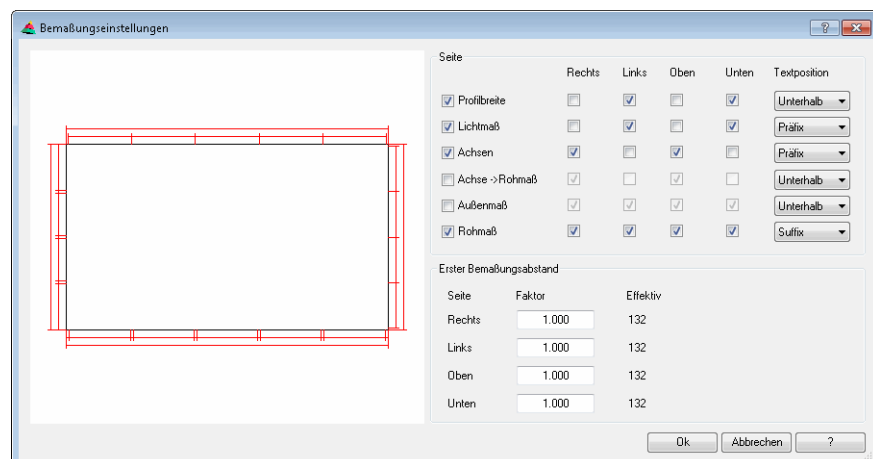 Bemaßungseinstellungen
Seite
Rechts Links Oben Unten Textposition
Profilbreite Unterhalb
Lichtmaß Präfix
Achsen Präfix
Achse ->Rohmaß Unterhalb
Außenmaß Unterhalb
Rohmaß Suffix
Erster Bemaßungsabstand
Seite Faktor Effektiv
Rechts 1.000 132
Links 1.000 132
Oben 1.000 132
Unten 1.000 132
Ok Abbrechen ?